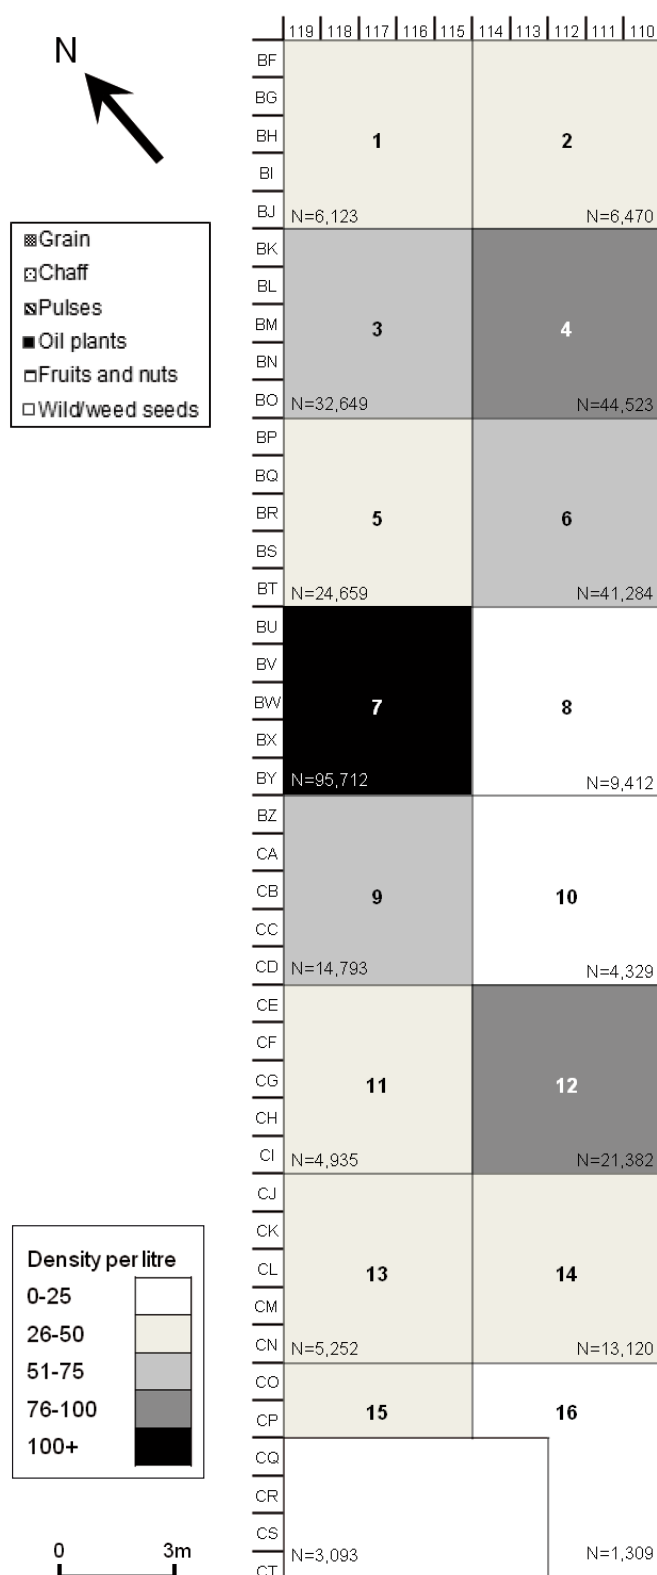 119 118 117 116 115 114 113 112 111 110
N
BF
BG
BH
1 2
BI
BJ N=6,123 N=6,470
Grain
Chaff
Pulses
Oil plants
Fruits and nuts
Wild/weed seeds
BK
BL
BM 3 4
BN
BO N=32,649 N=44,523
BP
BQ
BR 5 6
BS
BT N=24,659 N=41,284
BU
BV
BW 7 8
BX
BY N=95,712 N=9,412
BZ
CA
CB 9 10
CC
CD N=14,793 N=4,329
CE
CF
CG 11 12
CH
CI N=4,935 N=21,382
CJ
CK
CL 13 14
CM
CN N=5,252 N=13,120
Density per litre
0-25
26-50
51-75
76-100
100+
CO
CP 15 16
CQ
CR
CS
N=3,093 N=1,309
CT
0 3m